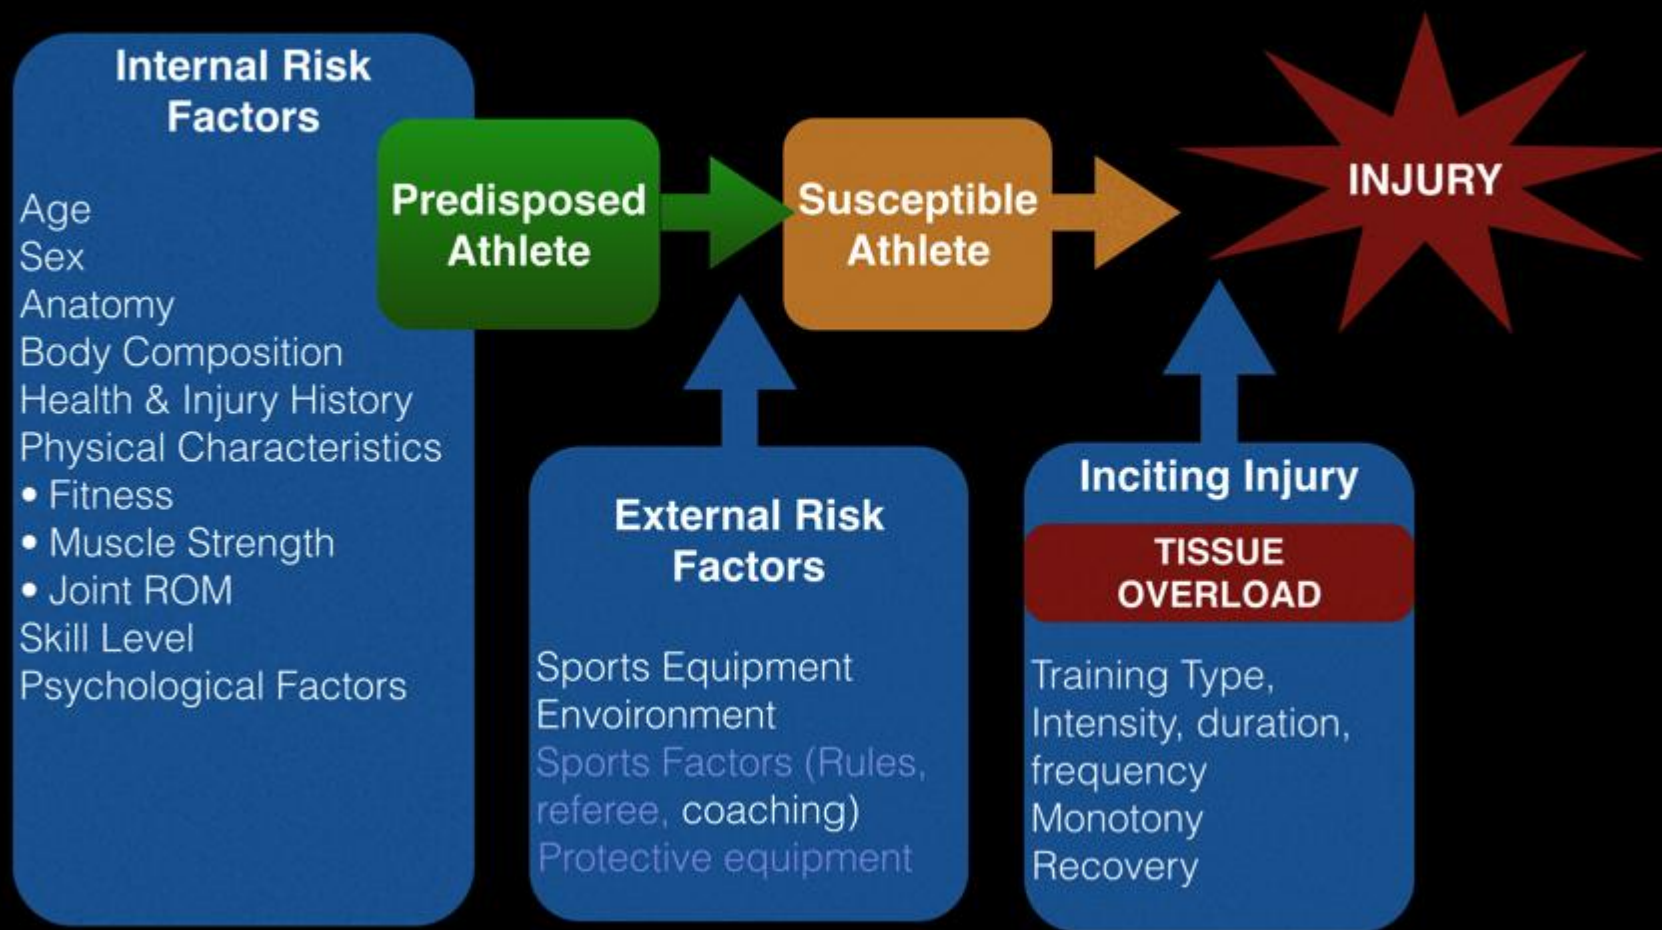 Internal Risk
Factors
Age
Sex
Anatomy
Body Composition
Health & Injury History
Physical Characteristics
• Fitness
• Muscle Strength
• Joint ROM
Skill Level
Psychological Factors
Predisposed
Athlete
Susceptible
Athlete
INJURY
External Risk
Factors
Sports Equipment
Envoironment
Sports Factors (Rules,
referee, coaching)
Protective equipment
Inciting Injury
TISSUE
OVERLOAD
Training Type,
Intensity, duration,
frequency
Monotony
Recovery